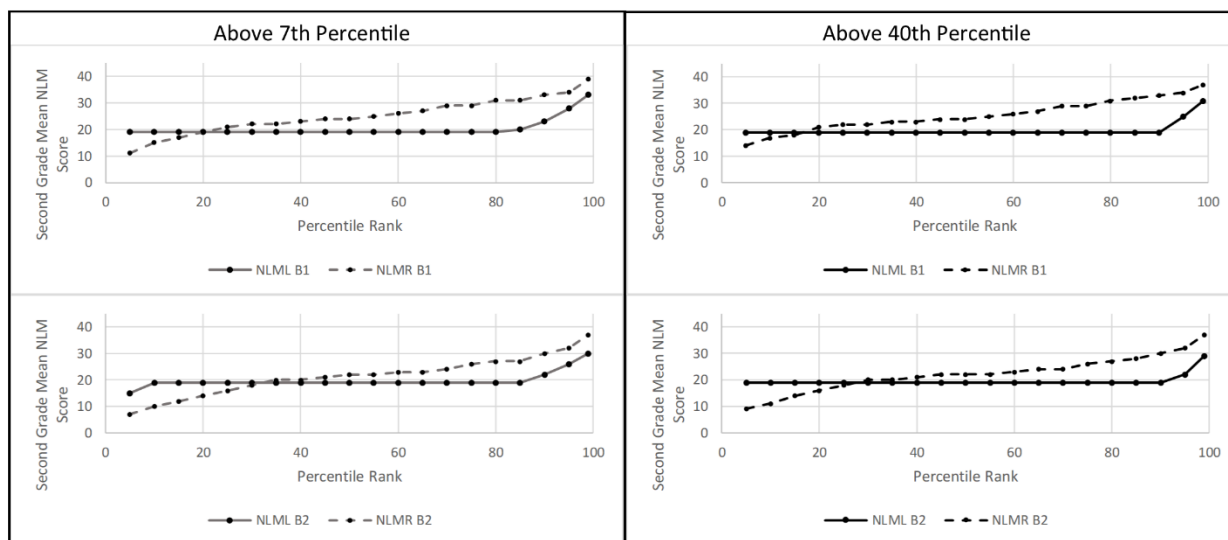 Above 7th Percentile
Second Grade Mean NLM
Score
40
30
20
10
0
0 20 40 60 80 100
Percentile Rank
NLML B1 NLMR B1
Second Grade Mean NLM
Score
40
30
20
10
0
0 20 40 60 80 100
Percentile Rank
NLML B2 NLMR B2
Above 40th Percentile
Second Grade Mean NLM
Score
40
30
20
10
0
0 20 40 60 80 100
Percentile Rank
NLML B1 NLMR B1
Second Grade Mean NLM
Score
40
30
20
10
0
0 20 40 60 80 100
Percentile Rank
NLML B2 NLMR B2